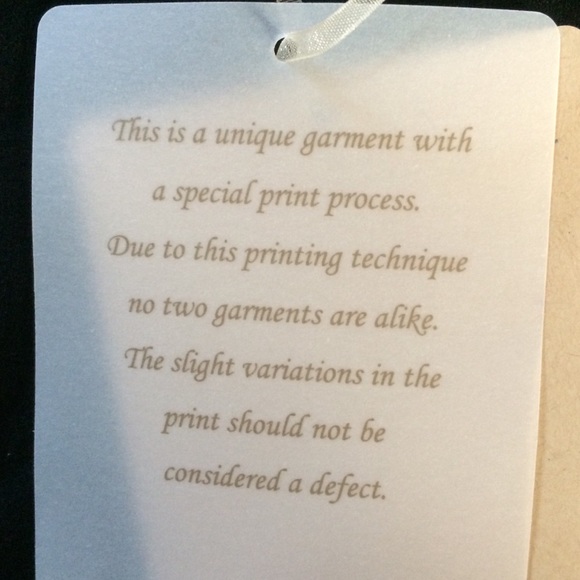 This is a unique garment with
a special print process.
Due to this printing technique
no two garments are alike.
The slight variations in the
print should not be
considered a defect.